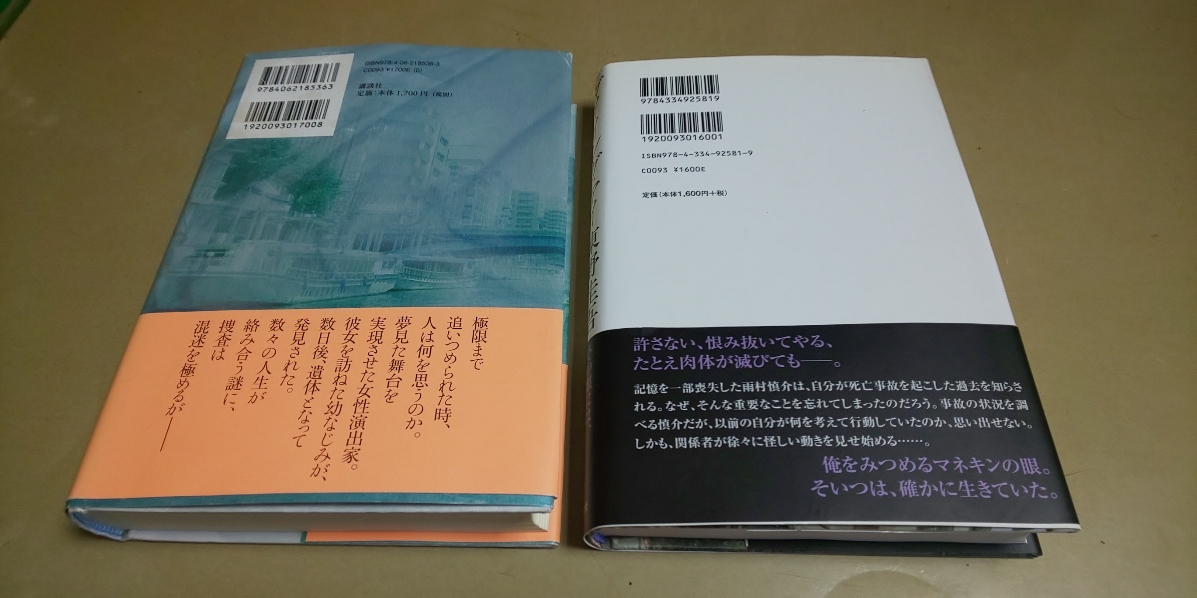 9784062185363
1920093017008
ISBN978-4-06-218536-3
C0093 ¥1700E (0)
講談社
定価:本体1,700円(税別)
極限まで
追いつめられた時、
人は何を思うのか。
夢見た舞台を
実現させた女性演出家。
彼女を訪ねた幼なじみが、
数日後、遺体となって
発見された。
数々の人生が
絡み合う謎に、
捜査は
混迷を極めるが――
9784334925819
1920093016001
ISBN978-4-334-92581-9
C0093 ¥1600E
定価(本体1,600円+税)
東野圭吾
許さない、恨み抜いてやる、
たとえ肉体が滅びても――。
記憶を一部喪失した雨村慎介は、自分が死亡事故を起こした過去を知らさ
れる。なぜ、そんな重要なことを忘れてしまったのだろう。事故の状況を調
べる慎介だが、以前の自分が何を考えて行動していたのか、思い出せない。
しかも、関係者が徐々に怪しい動きを見せ始める……。
俺をみつめるマネキンの眼。
そいつは、確かに生きていた。